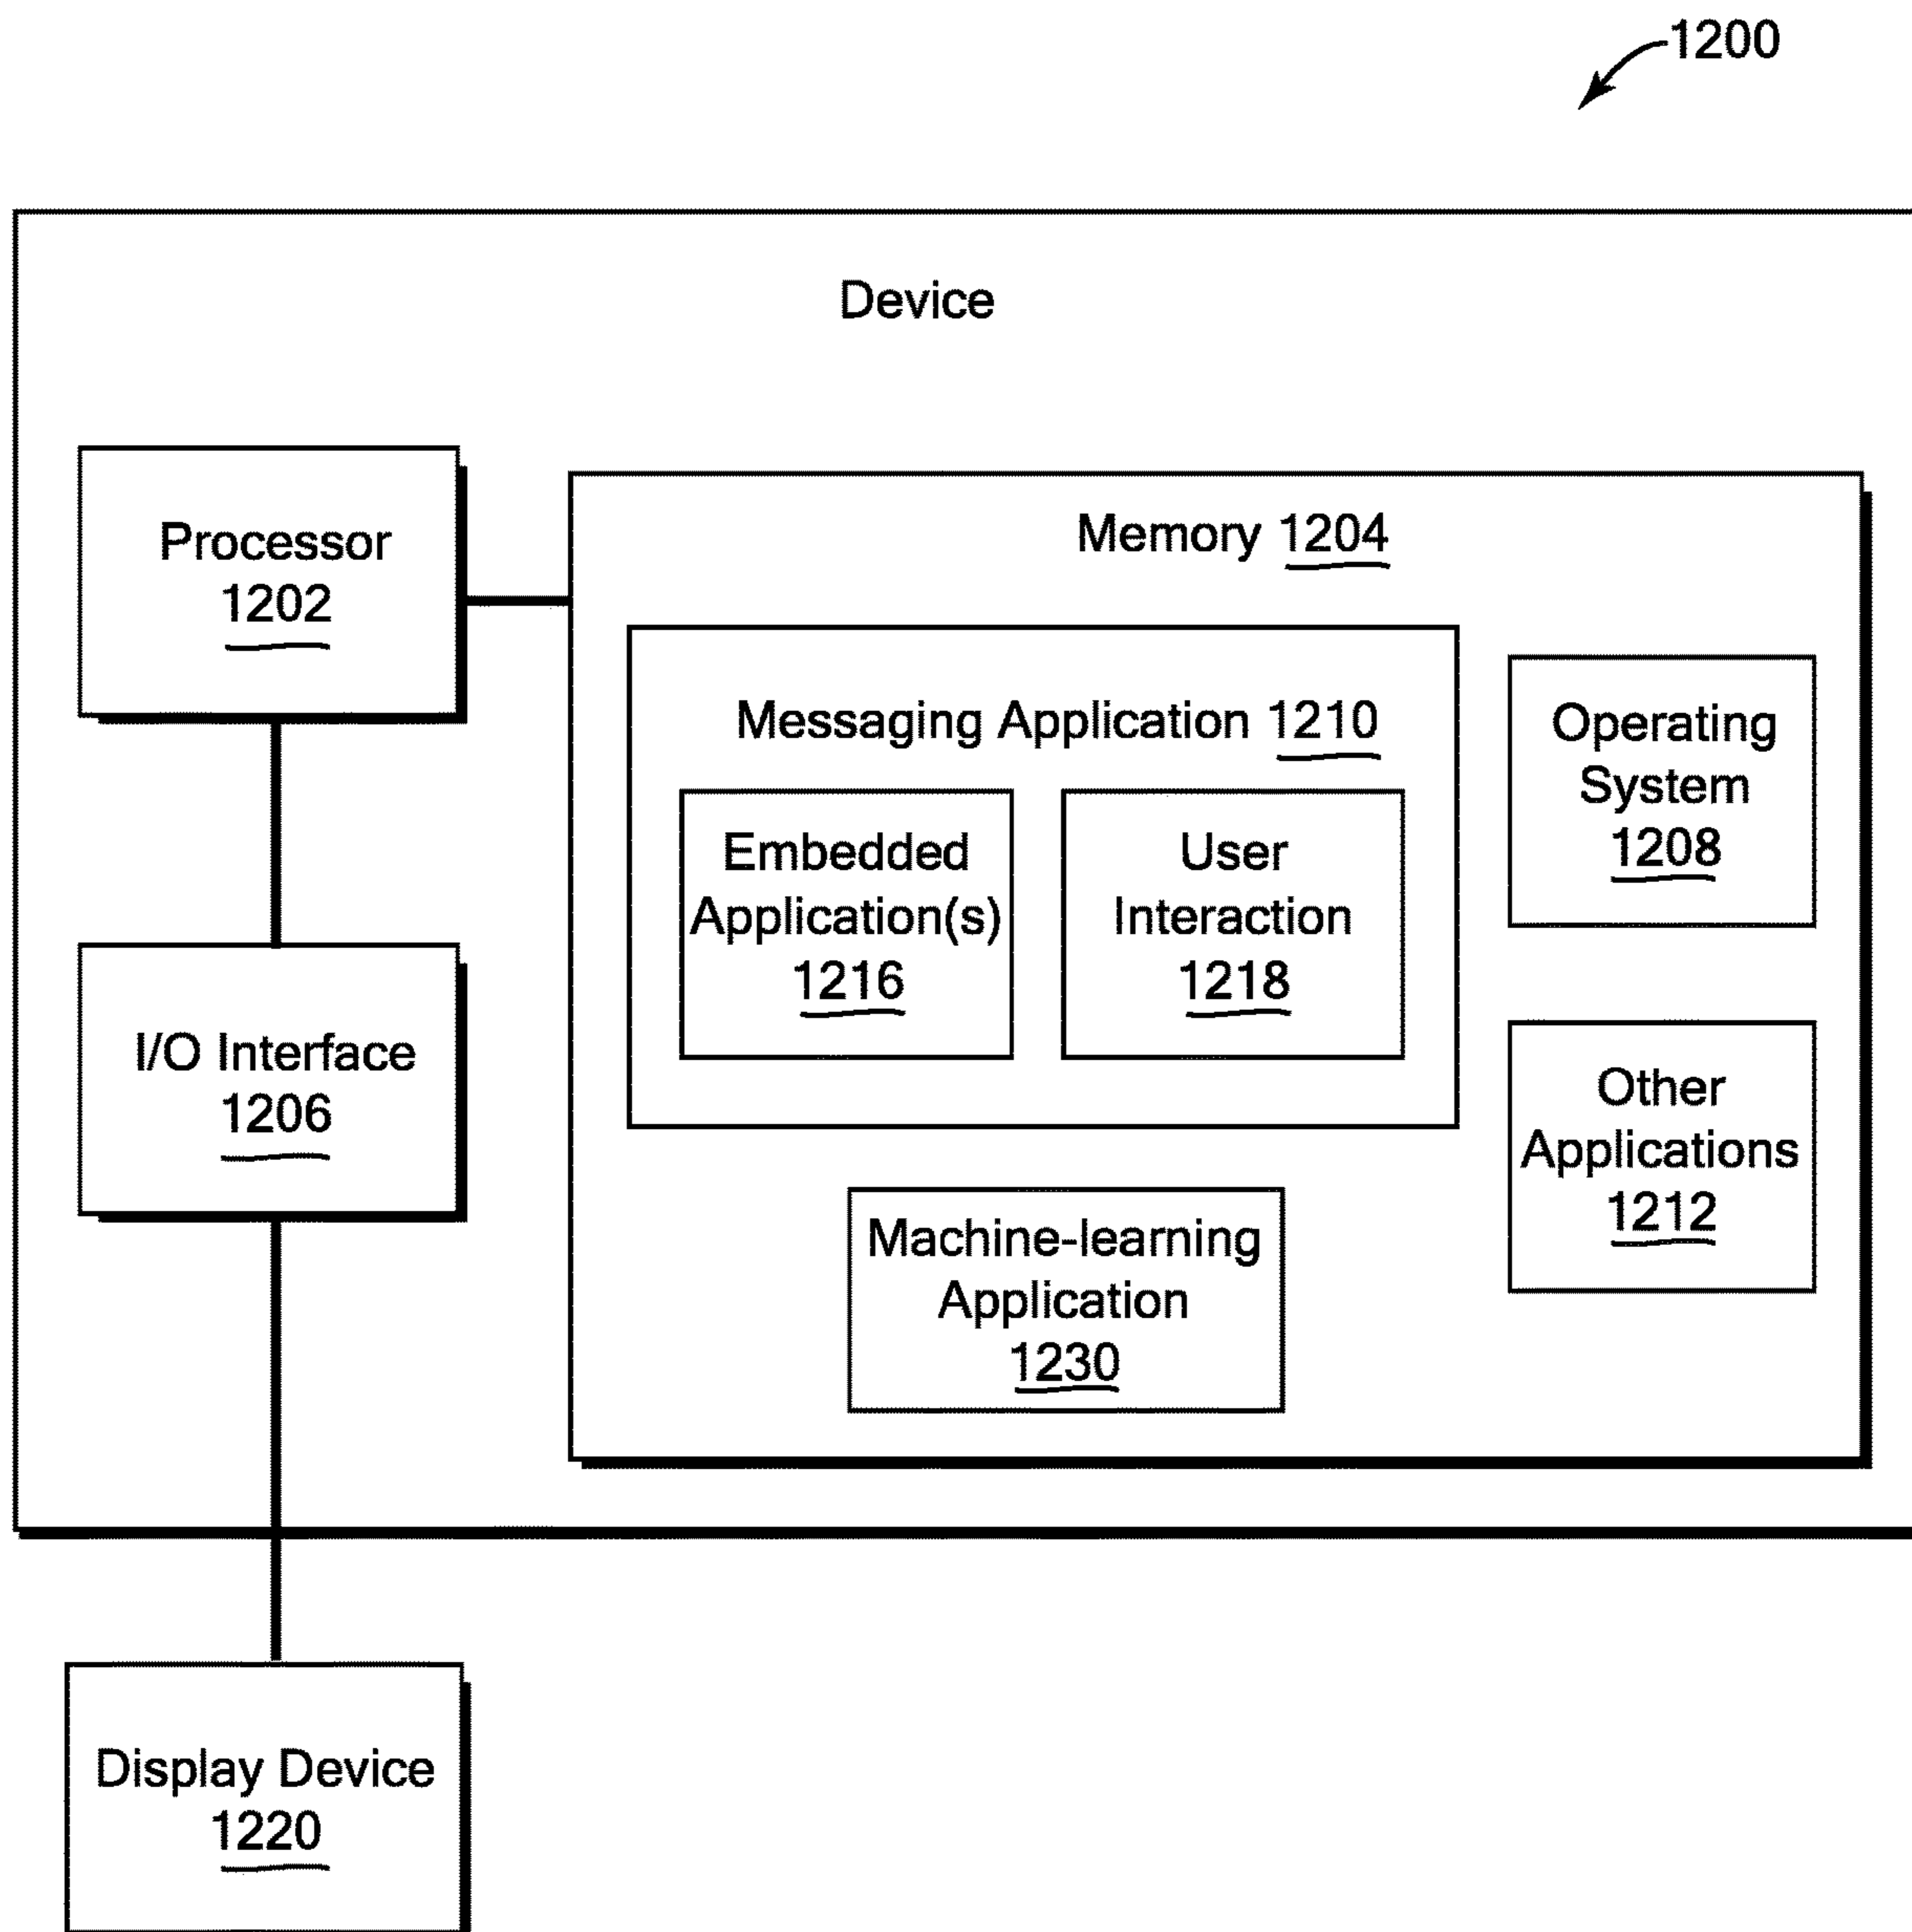 1200
Device
Processor
1202
Memory 1204
Messaging Application 1210
Embedded
Application(s)
1216
User
Interaction
1218
Operating
System
1208
I/O Interface
1206
Other
Applications
1212
Machine-learning
Application
1230
Display Device
1220